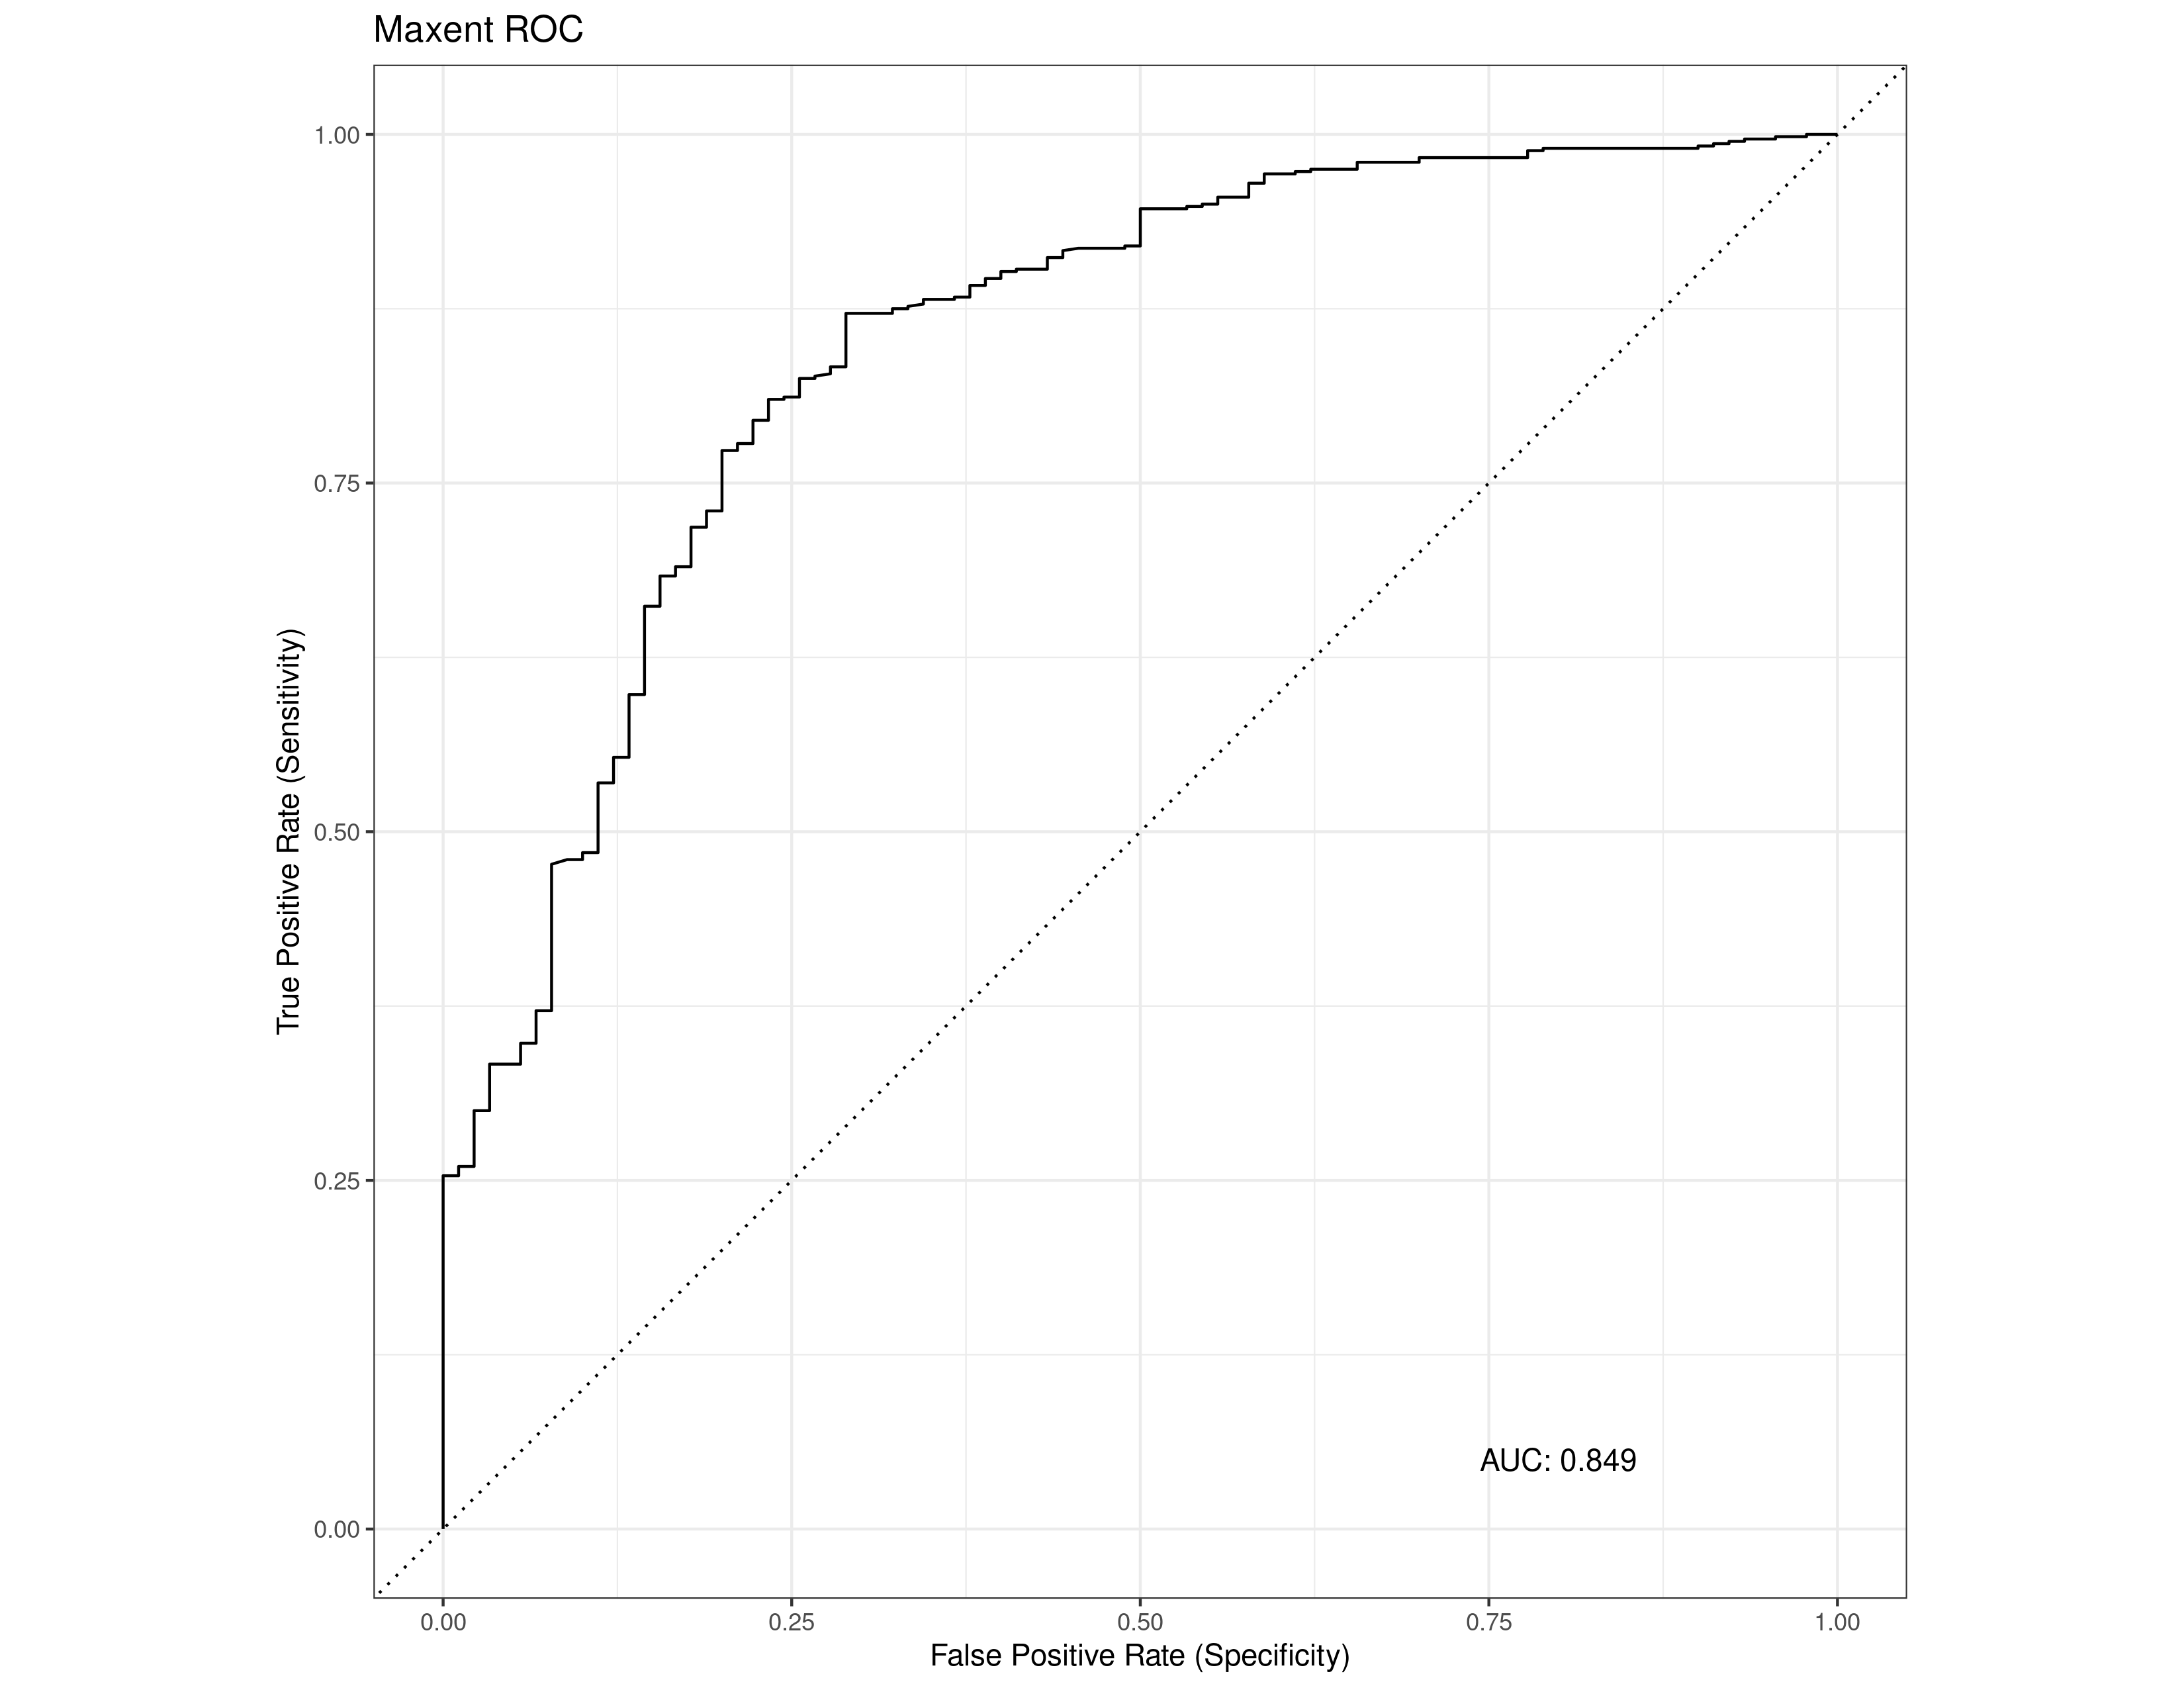 Maxent ROC
True Positive Rate (Sensitivity)
1.00
0.75
0.50
0.25
0.00
AUC: 0.849
0.00 0.25 0.50 0.75 1.00
False Positive Rate (Specificity)